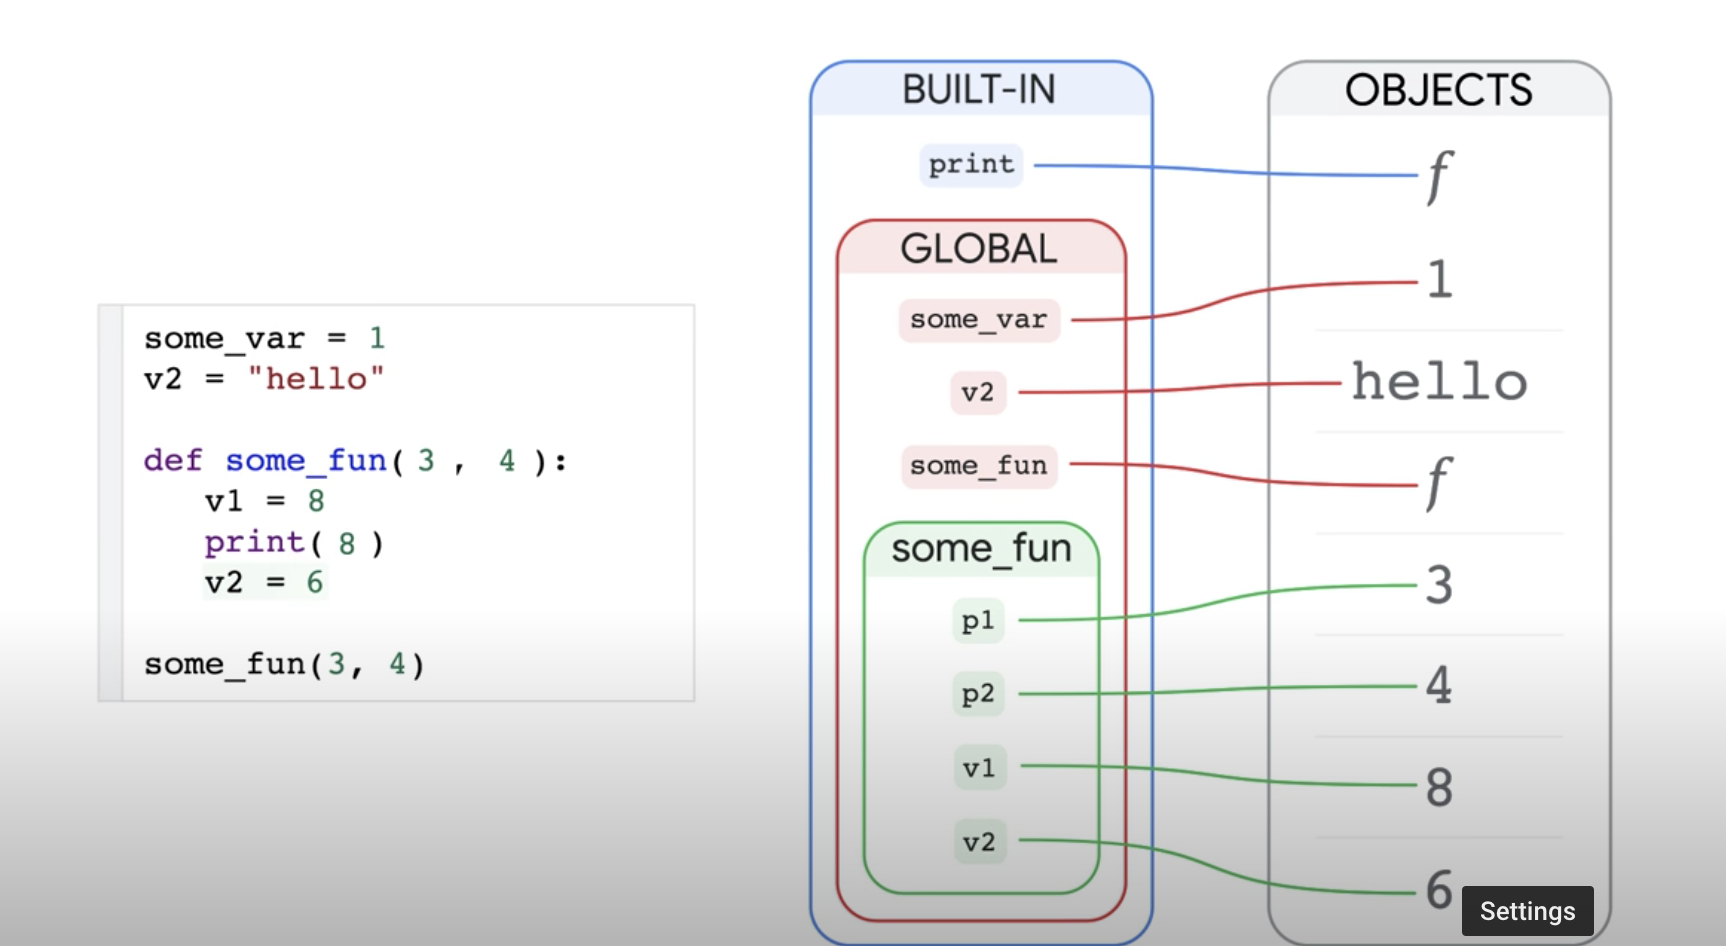 some_var = 1
v2 = "hello"
def some_fun( 3 , 4 ):
v1 = 8
print( 8 )
v2 = 6
some_fun(3, 4)
BUILT-IN
print
GLOBAL
some_var
v2
some_fun
some_fun
p1
p2
v1
v2
OBJECTS
f
1
hello
f
3
4
8
6
Settings